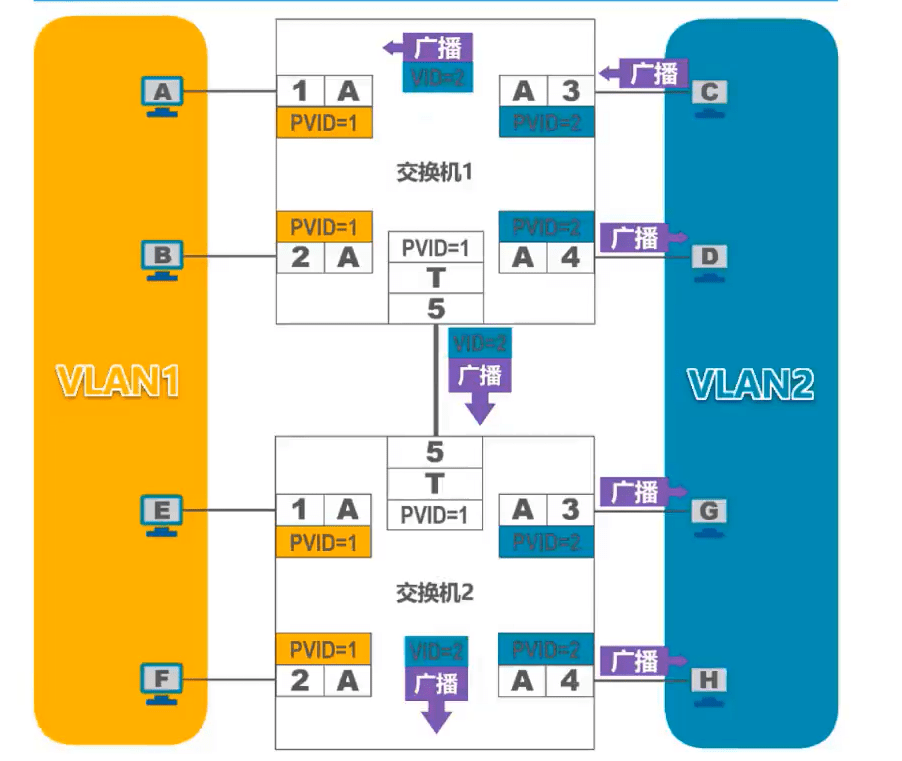 广播
VID=2
广播
A
1 A
A 3
C
PVID=1
PVID=2
交换机1
PVID=1
PVID=2
广播
B
2 A
PVID=1
A 4
D
T
5
VID=2
广播
VLAN1
VLAN2
5
T
广播
E
1 A
PVID=1
A 3
G
PVID=1
PVID=2
交换机2
PVID=1
VID=2
PVID=2
广播
F
2 A
广播
A 4
H